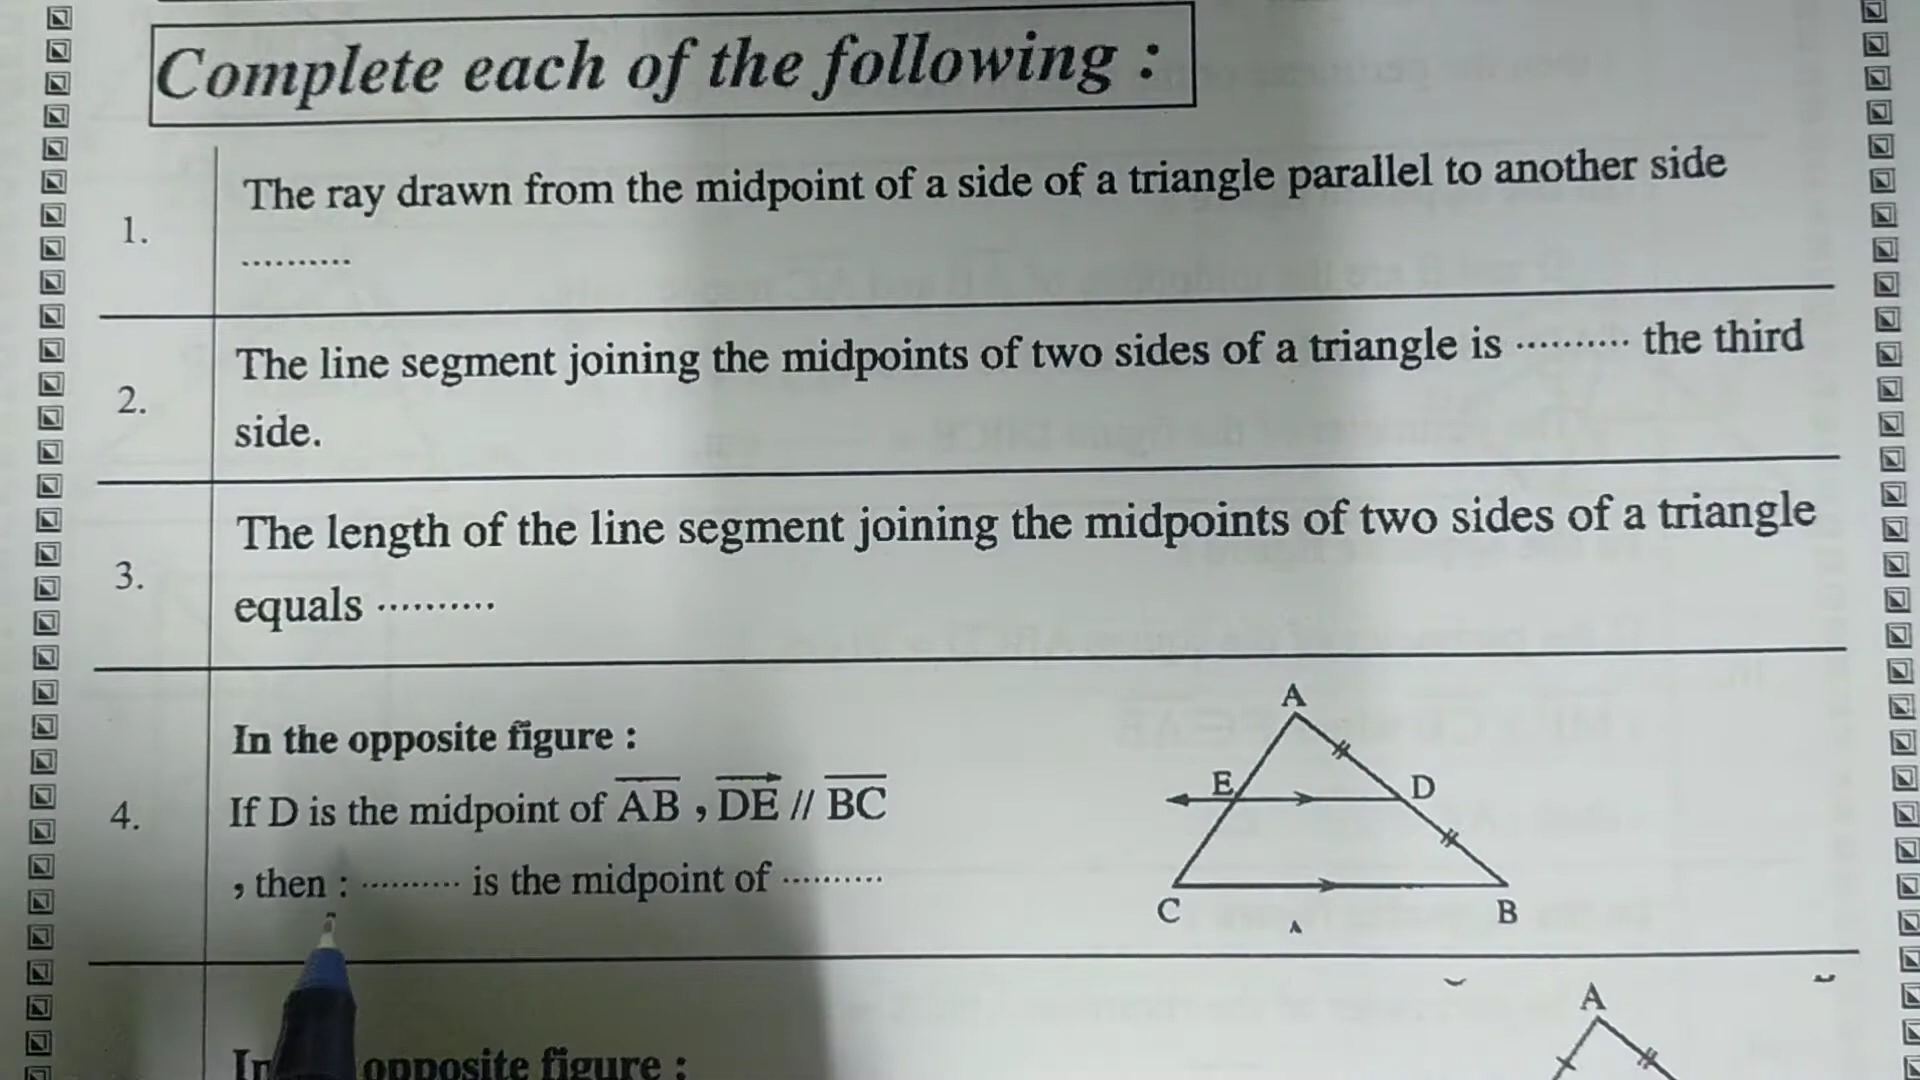 Complete each of the following :
1.
The ray drawn from the midpoint of a side of a triangle parallel to another side
..........
2.
The line segment joining the midpoints of two sides of a triangle is .......... the third
side.
3.
The length of the line segment joining the midpoints of two sides of a triangle
equals ..........
4.
In the opposite figure :
If D is the midpoint of AB , DE // BC
, then : .......... is the midpoint of ..........
A
E
D
C
B
opposite figure :
A